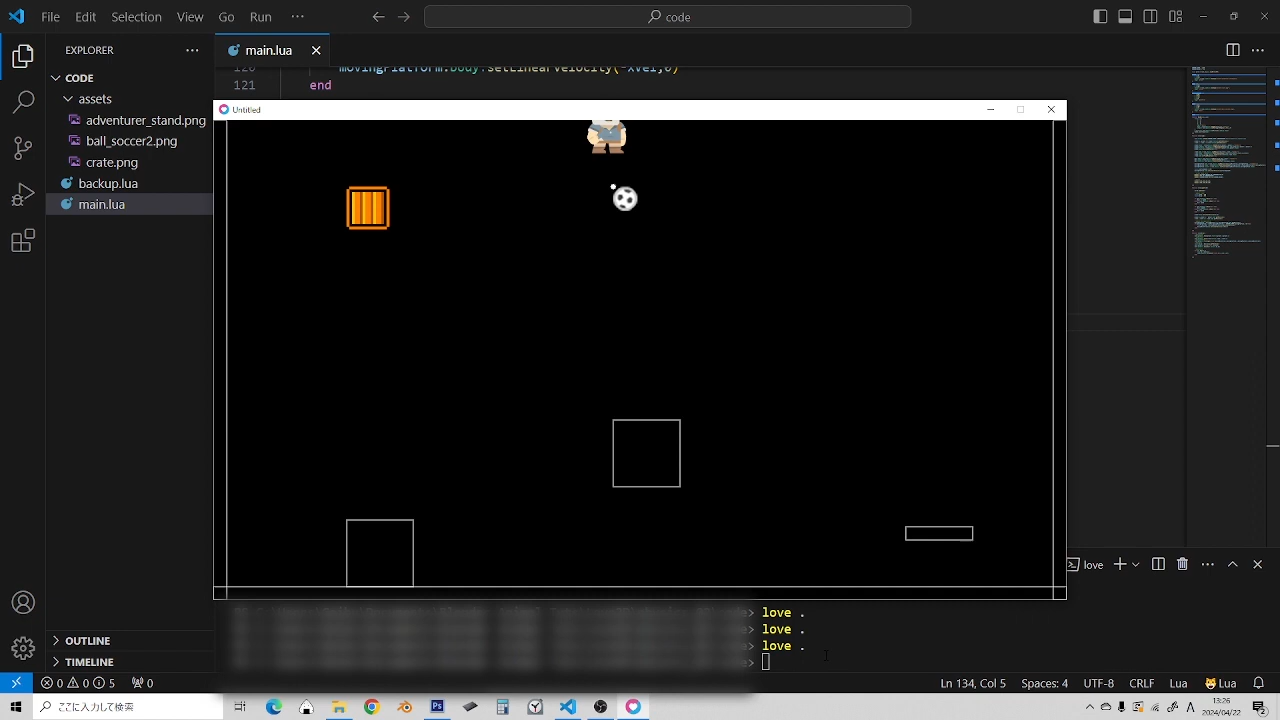 File Edit Selection View Go Run ··· code
EXPLORER
main.lua
CODE
adventurer_stand.png
ball_soccer2.png
crate.png
backup.lua
main.lua
121 end
Untitled
love
> love .
> love .
> love .
>
OUTLINE
TIMELINE
0 0 5 0
Ln 134, Col 5 Spaces: 4 UTF-8 CRLF Lua Lua
ここに入力して検索
A
13:26
2024/04/22